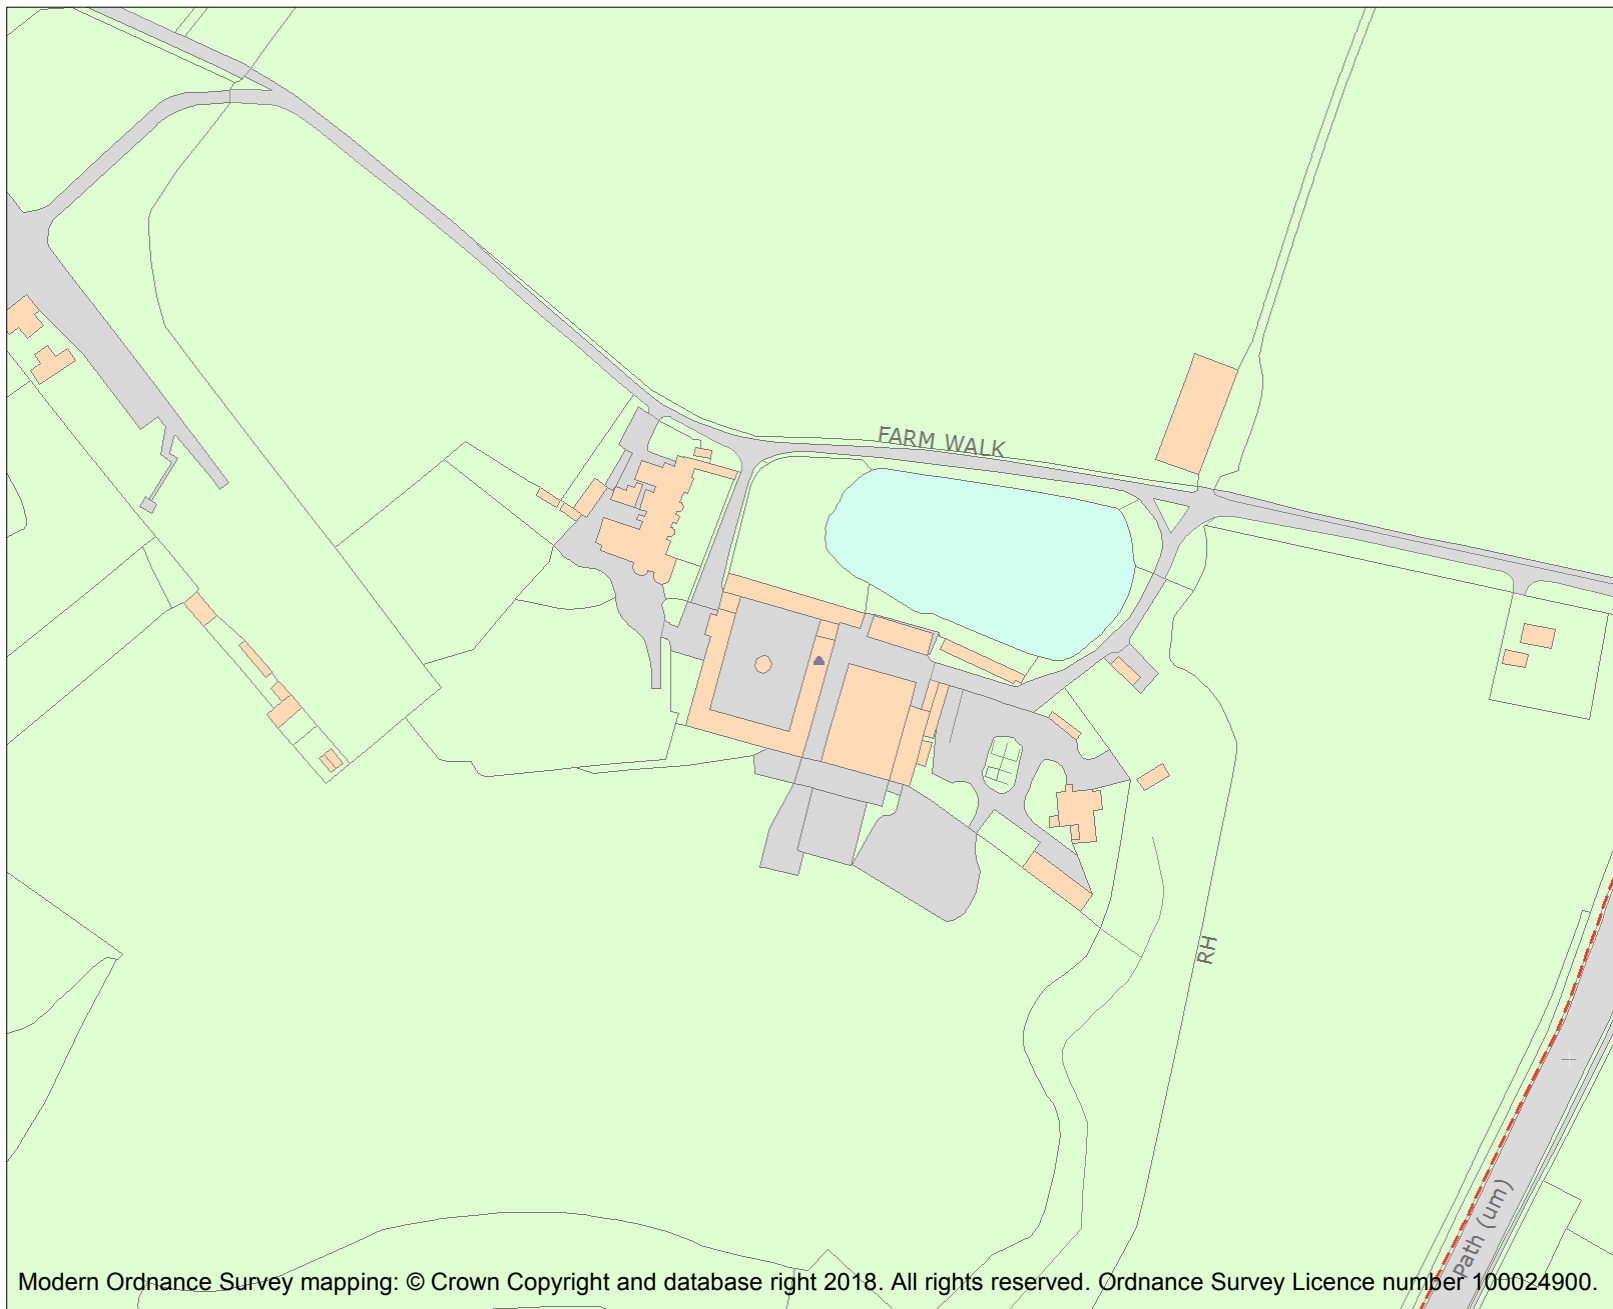 FARM WALK
RH
Path (um)
Modern Ordnance Survey mapping: © Crown Copyright and database right 2018. All rights reserved. Ordnance Survey Licence number 100024900.